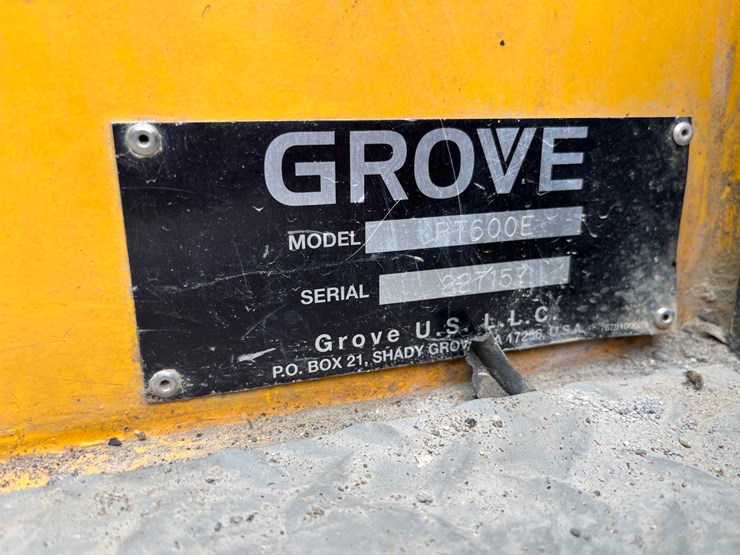 GROVE
MODEL RT600E
SERIAL
Grove U.S. L.L.C.
P.O. BOX 21, SHADY GROVE, PA 17256, U.S.A.